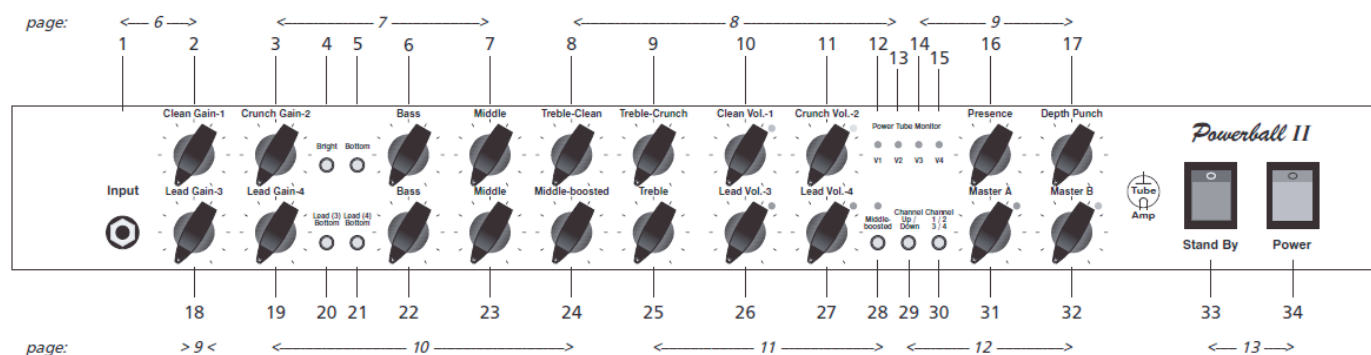 page: <— 6 —> <— 7 —> <— 8 —> <— 9 —>
1 2 3 4 5 6 7 8 9 10 11 12 13 14 15 16 17
Clean Gain-1 Crunch Gain-2 Bass Middle Treble-Clean Treble-Crunch Clean Vol.-1 Crunch Vol.-2 Presence Depth Punch
Power Tube Monitor
Bright Bottom
V1 V2 V3 V4
Powerball II
Input
Lead Gain-3 Lead Gain-4 Bass Middle Middle-boosted Treble Lead Vol.-3 Lead Vol.-4 Master A Master B
Lead (3) Bottom
Lead (4) Bottom
Middle-boosted
Channel Up / Down
Channel 1 / 2 3 / 4
Tube
Amp
Stand By Power
18 19 20 21 22 23 24 25 26 27 28 29 30 31 32 33 34
page: > 9 < <— 10 —> <— 11 —> <— 12 —> <— 13 —>